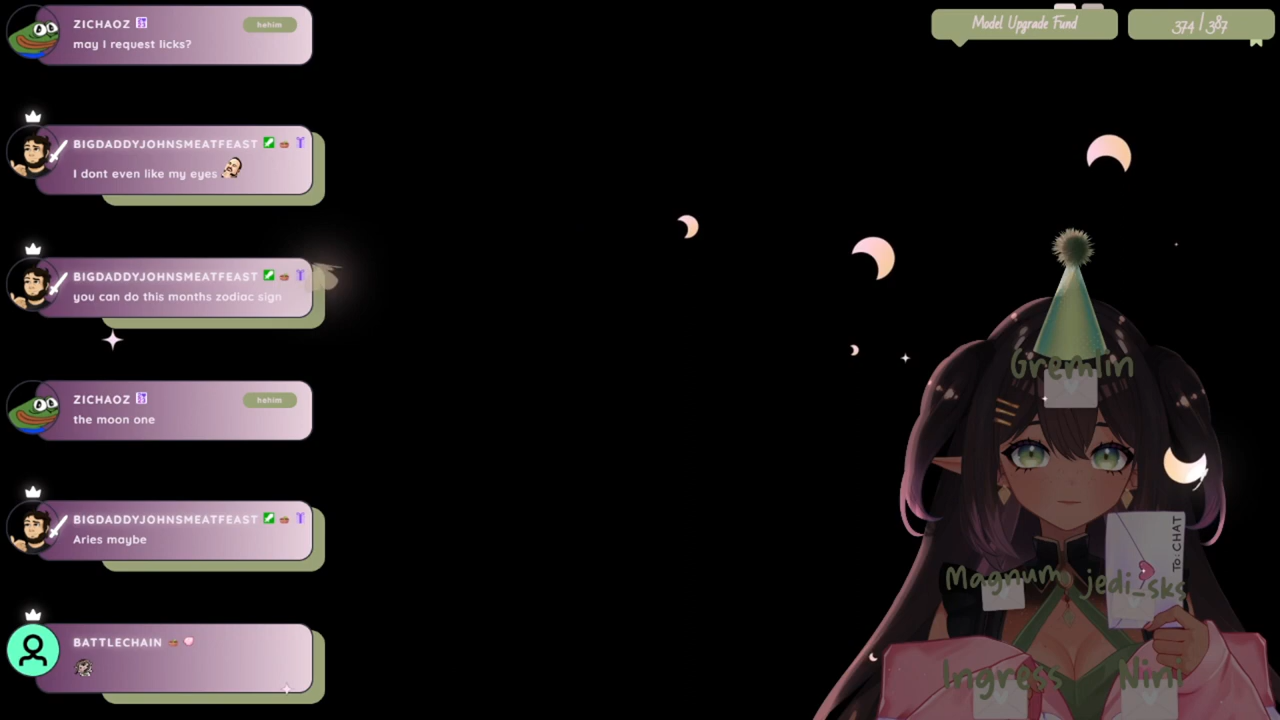 ZICHAOZ
hehim
may I request licks?
BIGDADDYJOHNSMEATFEAST
I dont even like my eyes
BIGDADDYJOHNSMEATFEAST
you can do this months zodiac sign
ZICHAOZ
hehim
the moon one
BIGDADDYJOHNSMEATFEAST
Aries maybe
BATTLECHAIN
Model Upgrade Fund
374 / 387
Gremlin
TO: CHAT
Magnum
jedi_sks
Ingress
Nini